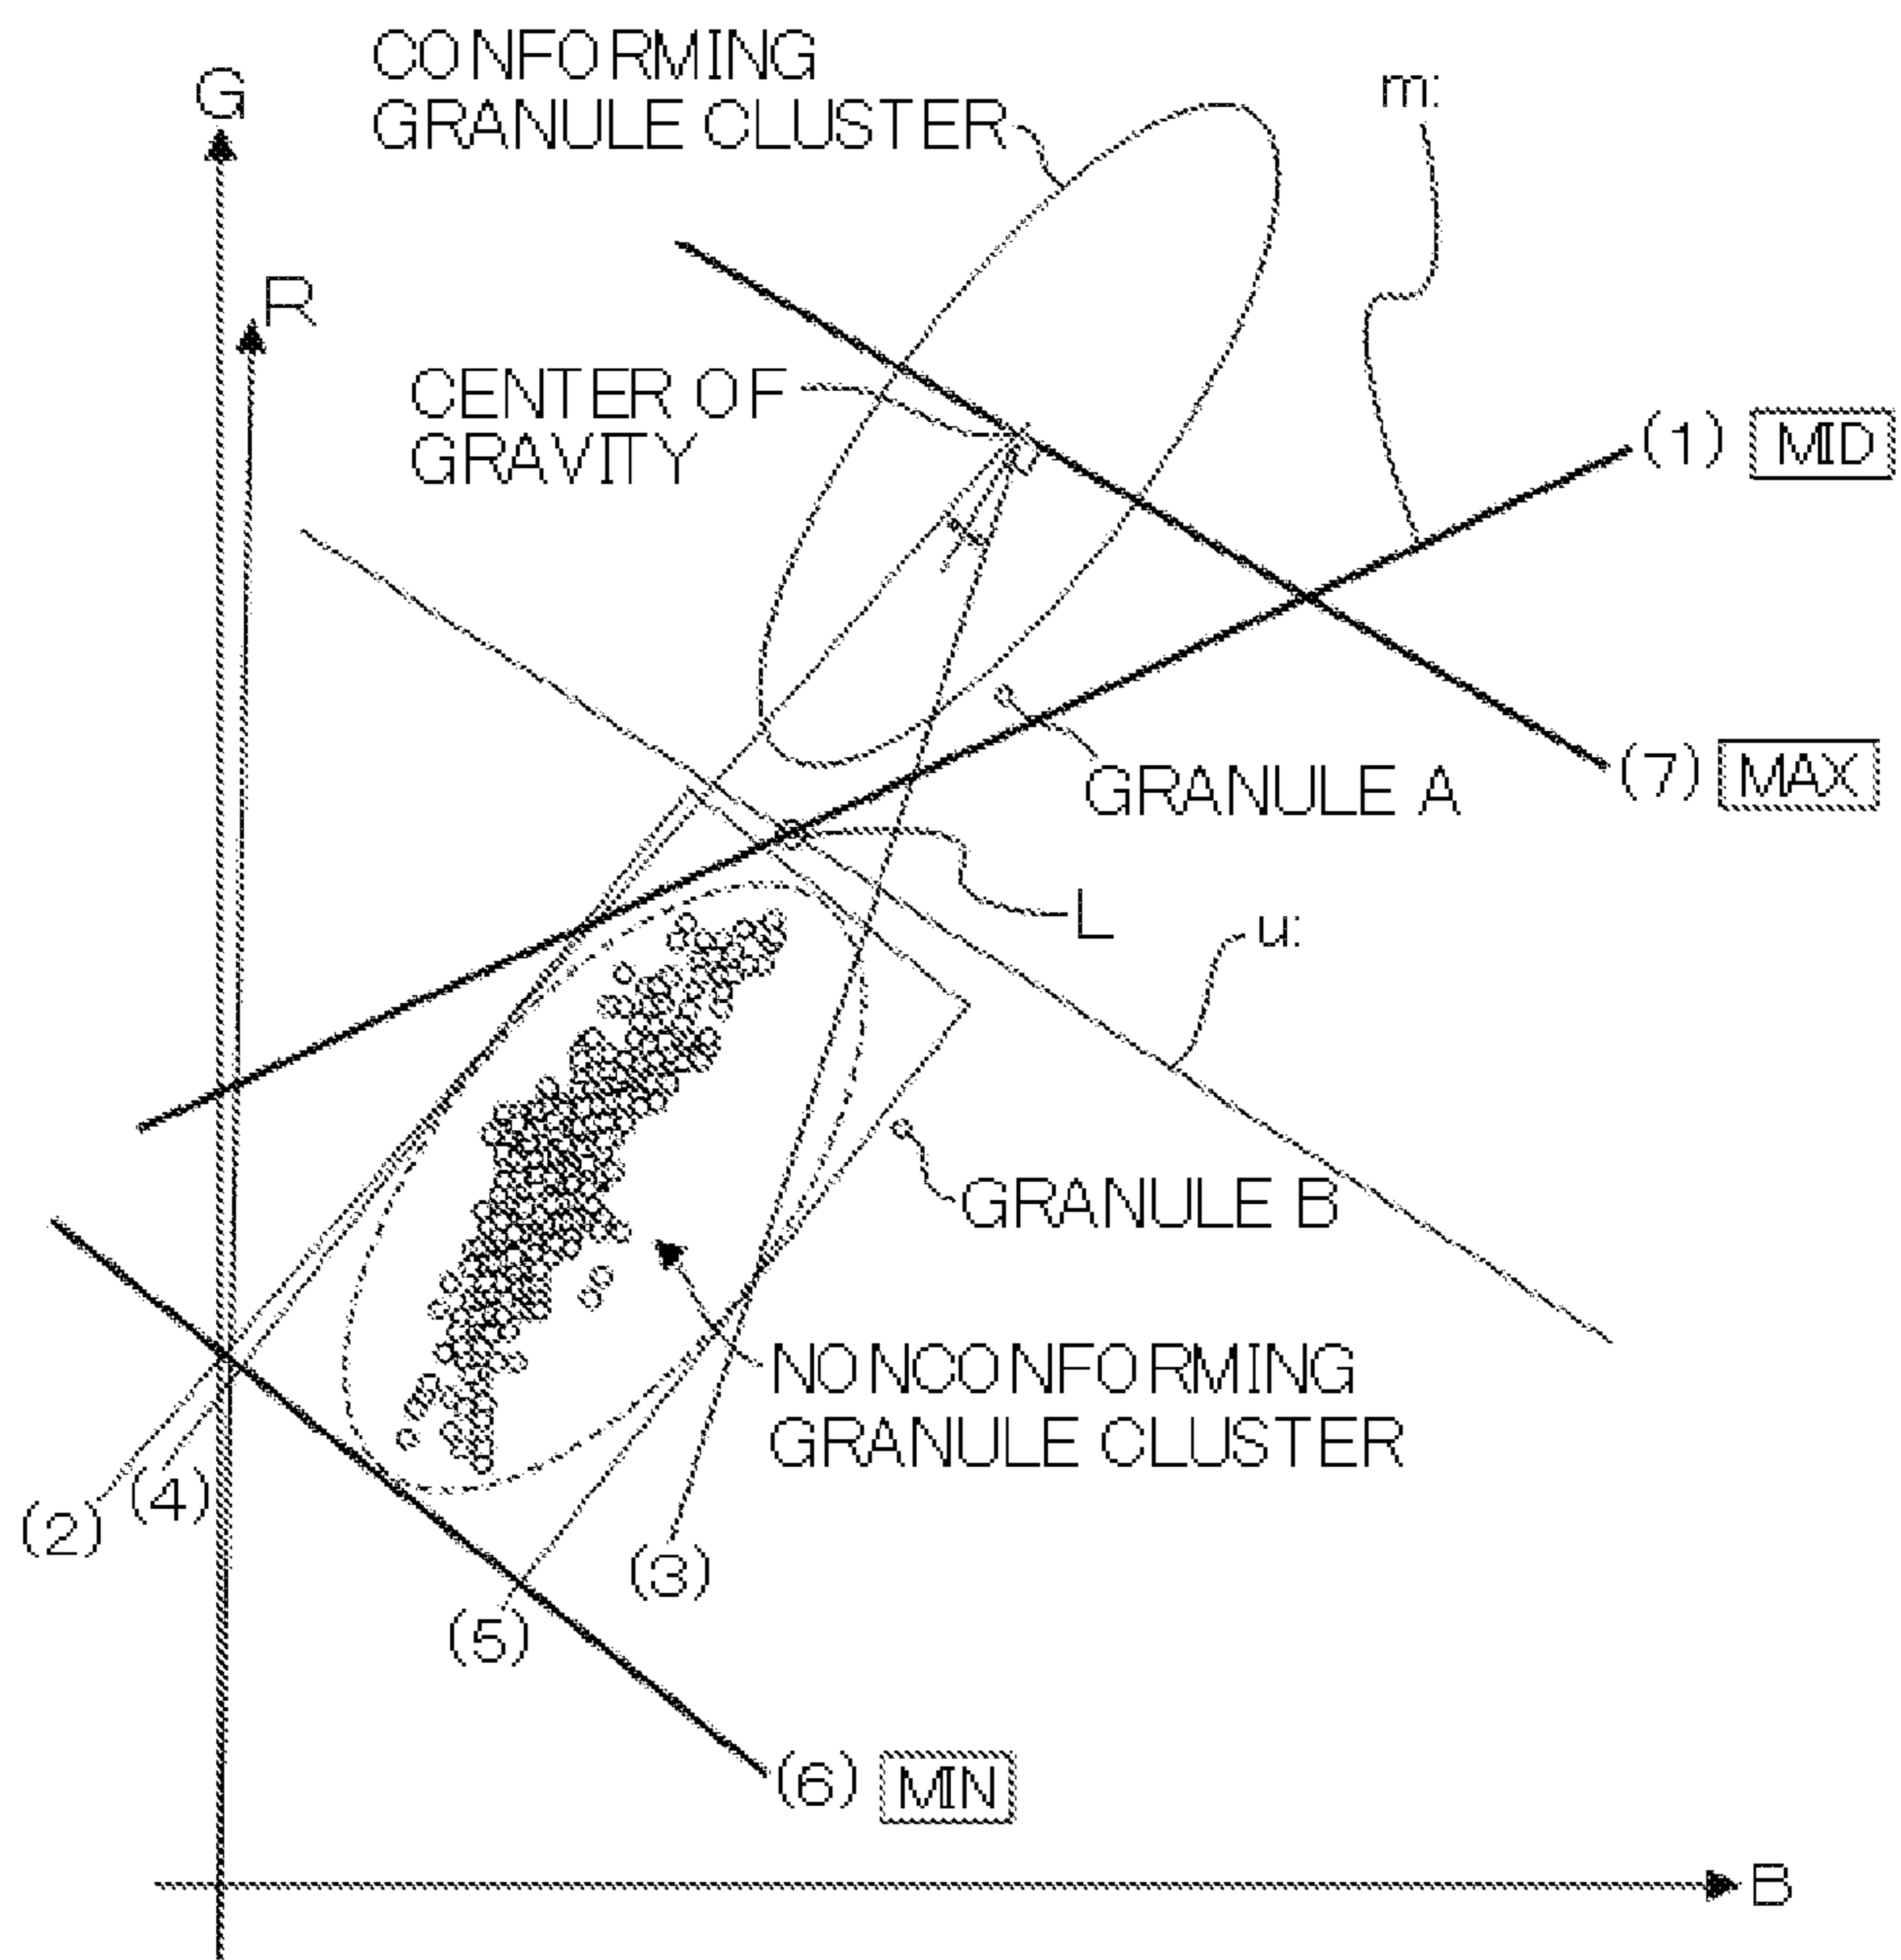 CONFORMING
GRANULE CLUSTER
G
m:
R
CENTER OF
GRAVITY
(1) MID
(7) MAX
GRANULE A
L
u:
GRANULE B
NONCONFORMING
GRANULE CLUSTER
(2)
(4)
(3)
(5)
(6) MIN
B